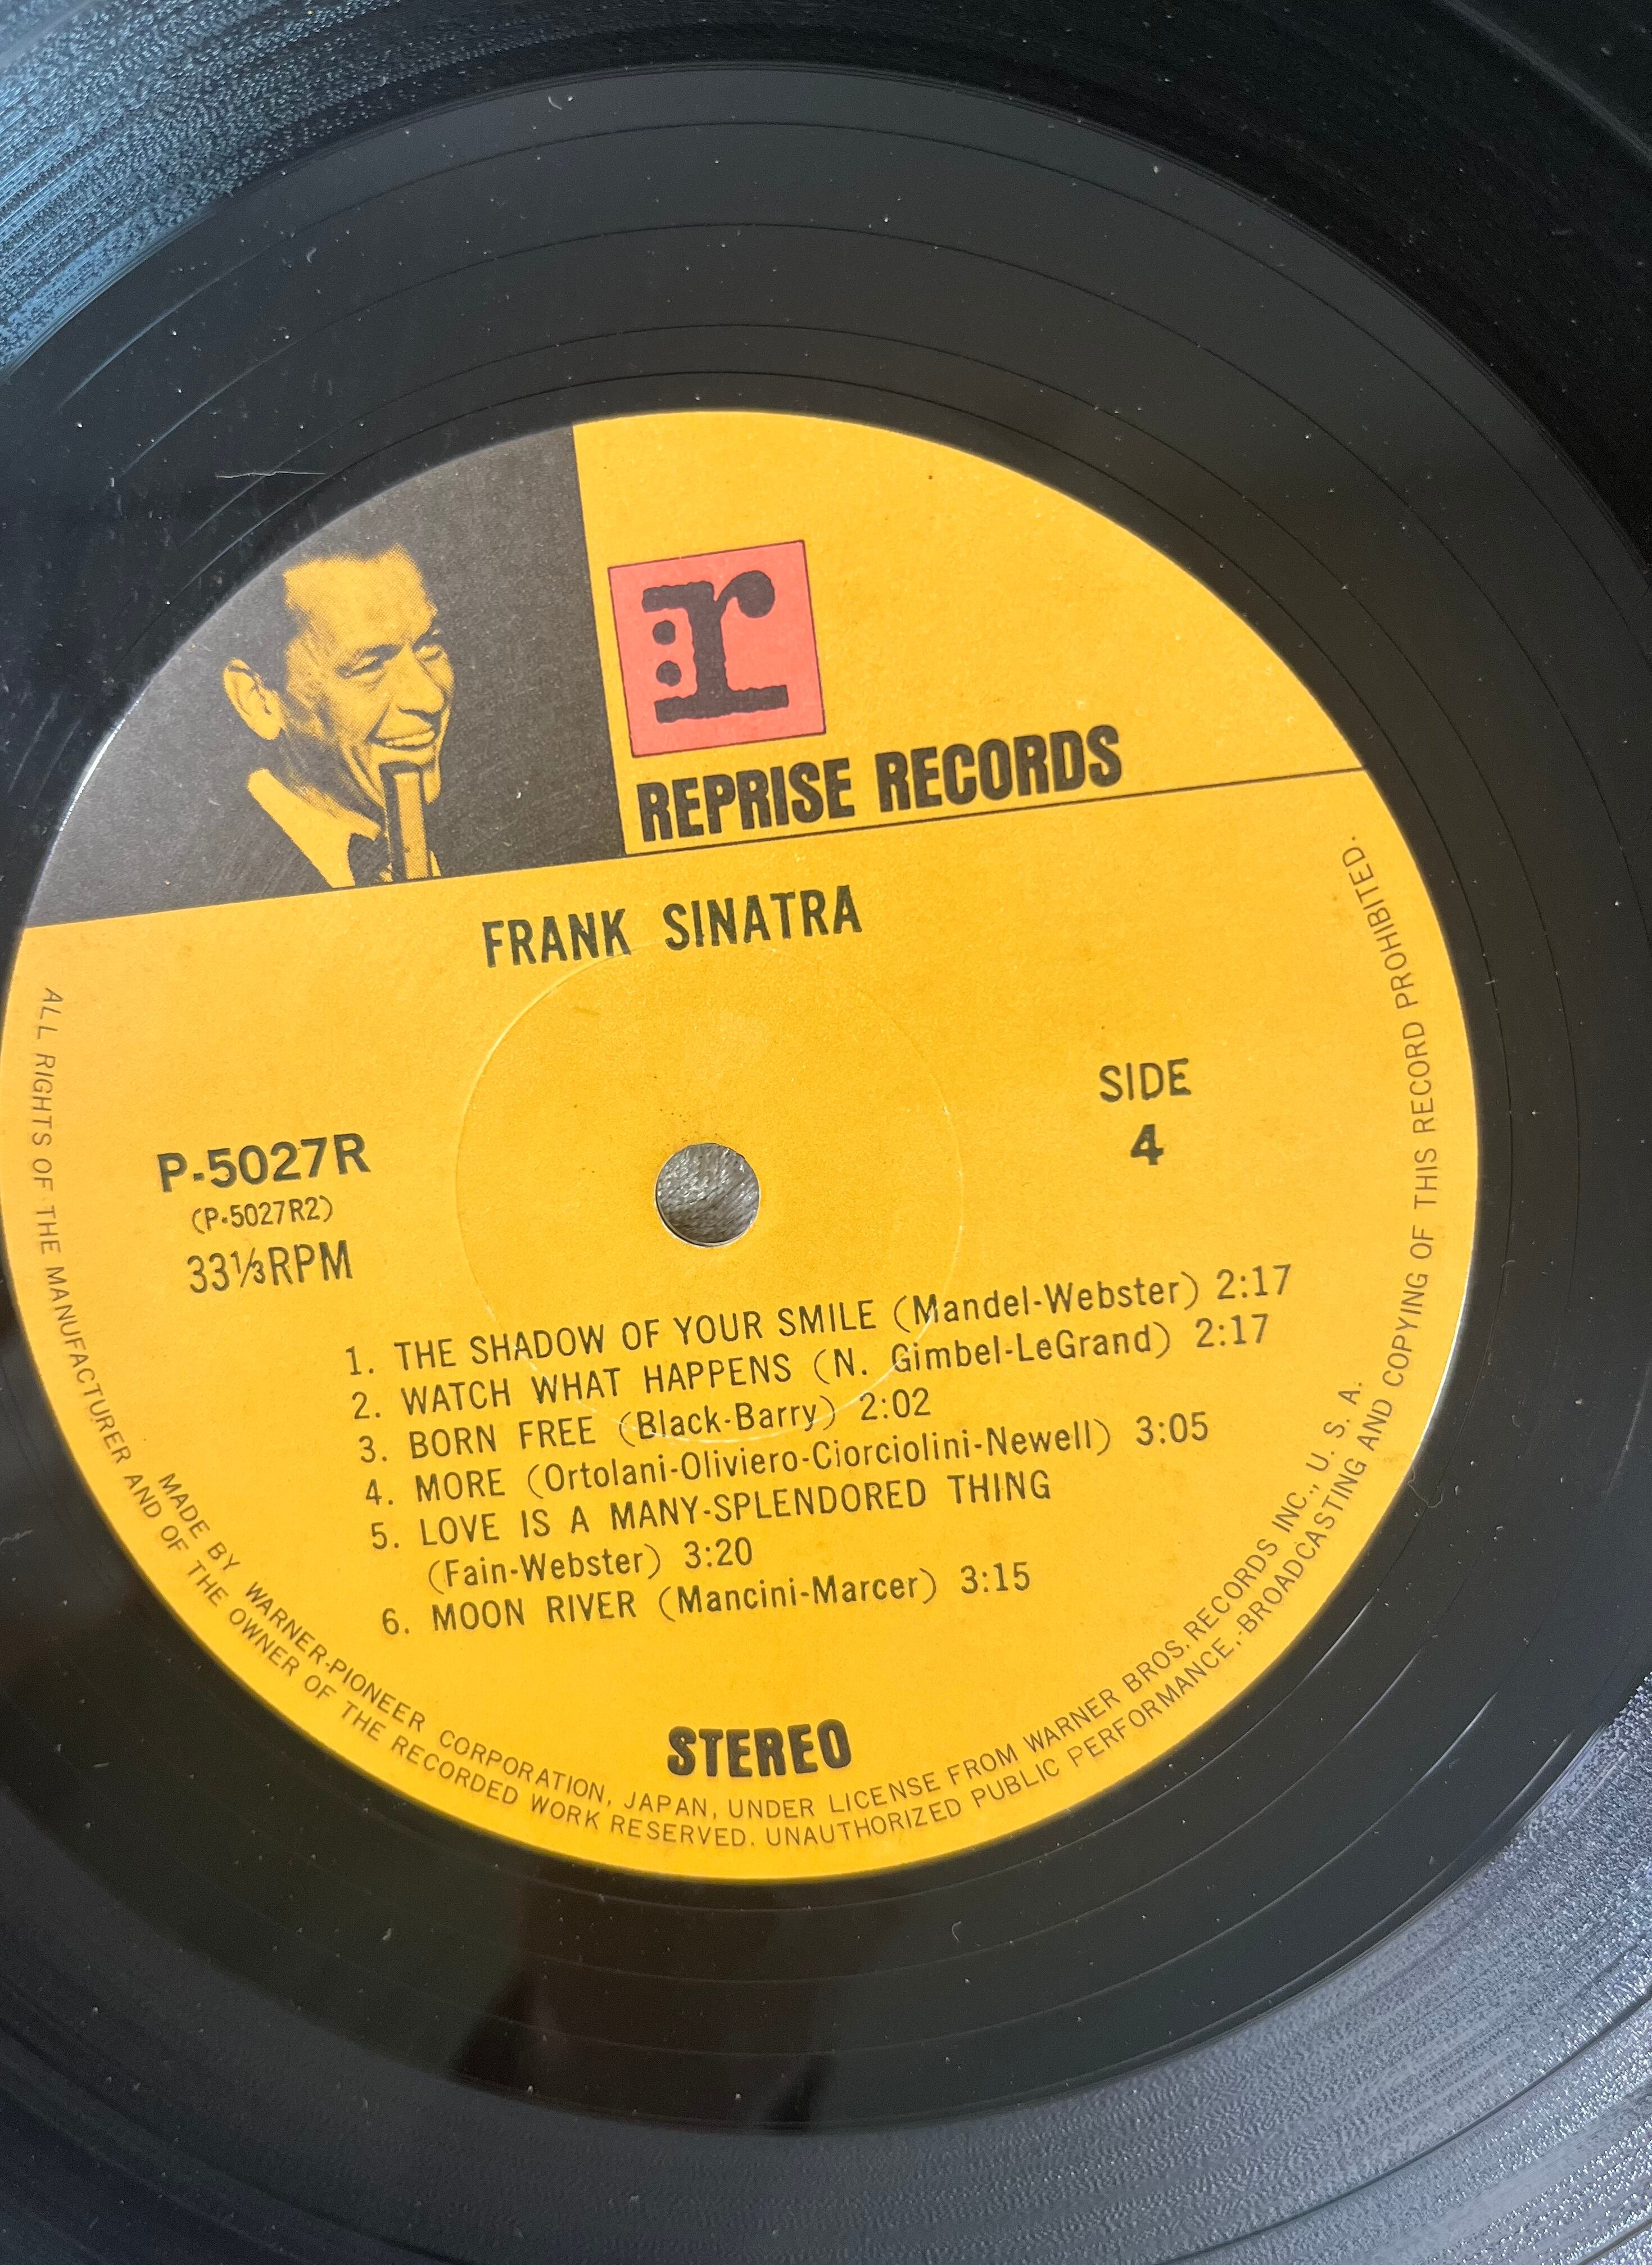 :r
REPRISE RECORDS
FRANK SINATRA
SIDE
4
P-5027R
(P-5027R2)
33⅓RPM
1. THE SHADOW OF YOUR SMILE (Mandel-Webster) 2:17
2. WATCH WHAT HAPPENS (N. Gimbel-LeGrand) 2:17
3. BORN FREE (Black-Barry) 2:02
4. MORE (Ortolani-Oliviero-Ciorciolini-Newell) 3:05
5. LOVE IS A MANY-SPLENDORED THING
(Fain-Webster) 3:20
6. MOON RIVER (Mancini-Marcer) 3:15
STEREO
MADE BY WARNER-PIONEER CORPORATION, JAPAN, UNDER LICENSE FROM WARNER BROS. RECORDS INC., U. S. A.
ALL RIGHTS OF THE MANUFACTURER AND OF THE OWNER OF THE RECORDED WORK RESERVED. UNAUTHORIZED PUBLIC PERFORMANCE, BROADCASTING AND COPYING OF THIS RECORD PROHIBITED.